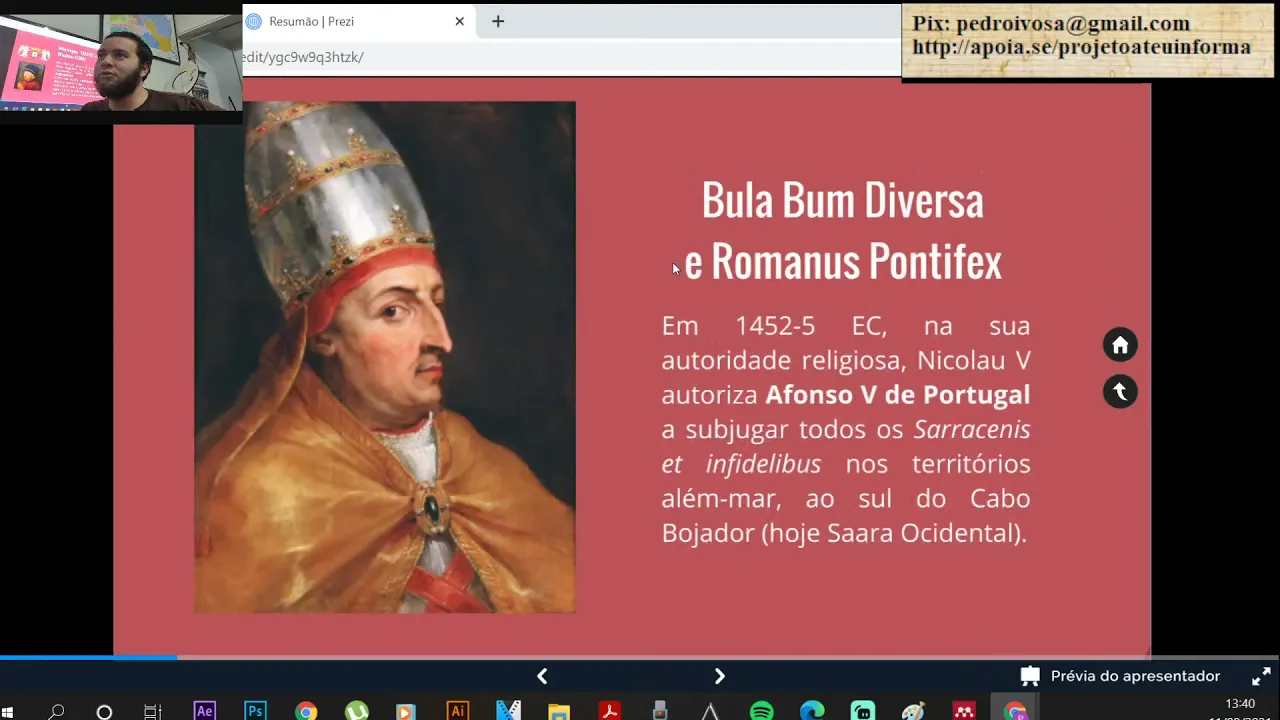 Resumão | Prezi
edit/ygc9w9q3htzk/
Pix: pedroivosa@gmail.com
http://apoia.se/projetoateuinforma
Bula Bum Diversa
e Romanus Pontifex
Em 1452-5 EC, na sua
autoridade religiosa, Nicolau V
autoriza Afonso V de Portugal
a subjugar todos os Sarracenis
et infidelibus nos territórios
além-mar, ao sul do Cabo
Bojador (hoje Saara Ocidental).
Prévia do apresentador
Ae
Ps
Ai
13:40